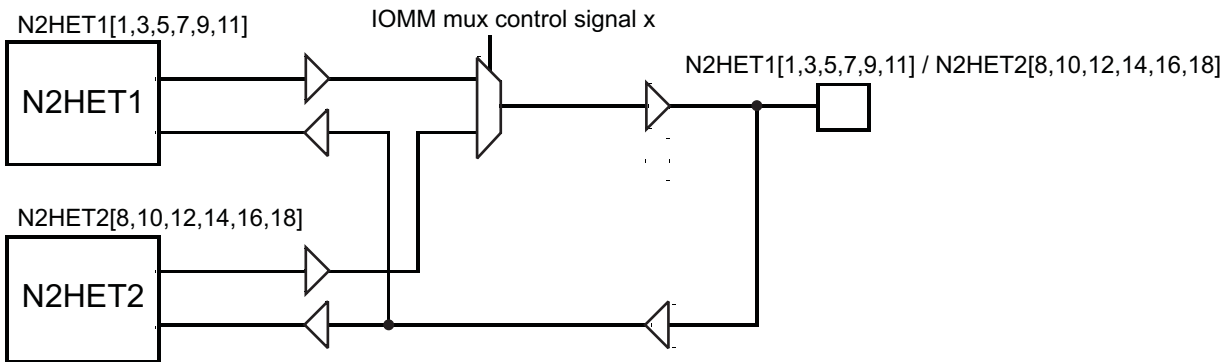 N2HET1[1,3,5,7,9,11]
IOMM mux control signal x
N2HET1[1,3,5,7,9,11] / N2HET2[8,10,12,14,16,18]
N2HET1
N2HET2[8,10,12,14,16,18]
N2HET2